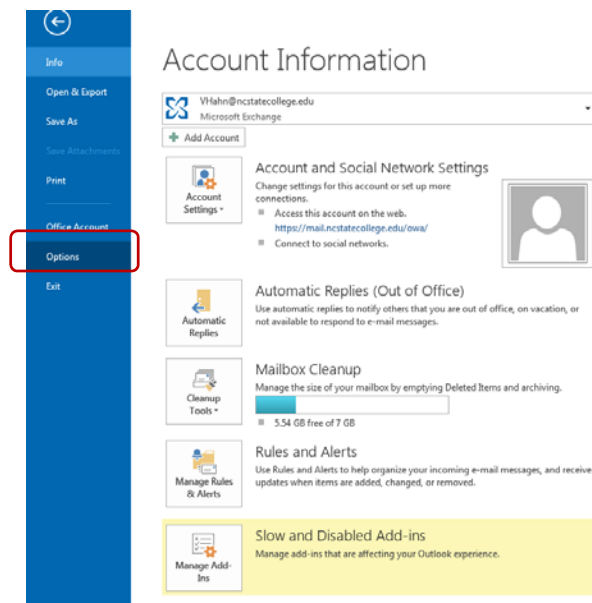 Info
Open & Export
Save As
Save Attachments
Print
Office Account
Options
Exit
Account Information
VHahn@ncstatecollege.edu
Microsoft Exchange
Add Account
Account
Settings
Account and Social Network Settings
Change settings for this account or set up more
connections.
Access this account on the web.
https://mail.ncstatecollege.edu/owa/
Connect to social networks.
Automatic
Replies
Automatic Replies (Out of Office)
Use automatic replies to notify others that you are out of office, on vacation, or
not available to respond to e-mail messages.
Cleanup
Tools
Mailbox Cleanup
Manage the size of your mailbox by emptying Deleted Items and archiving.
5.54 GB free of 7 GB
Manage Rules
& Alerts
Rules and Alerts
Use Rules and Alerts to help organize your incoming e-mail messages, and receive
updates when items are added, changed, or removed.
Manage Add-
Ins
Slow and Disabled Add-ins
Manage add-ins that are affecting your Outlook experience.